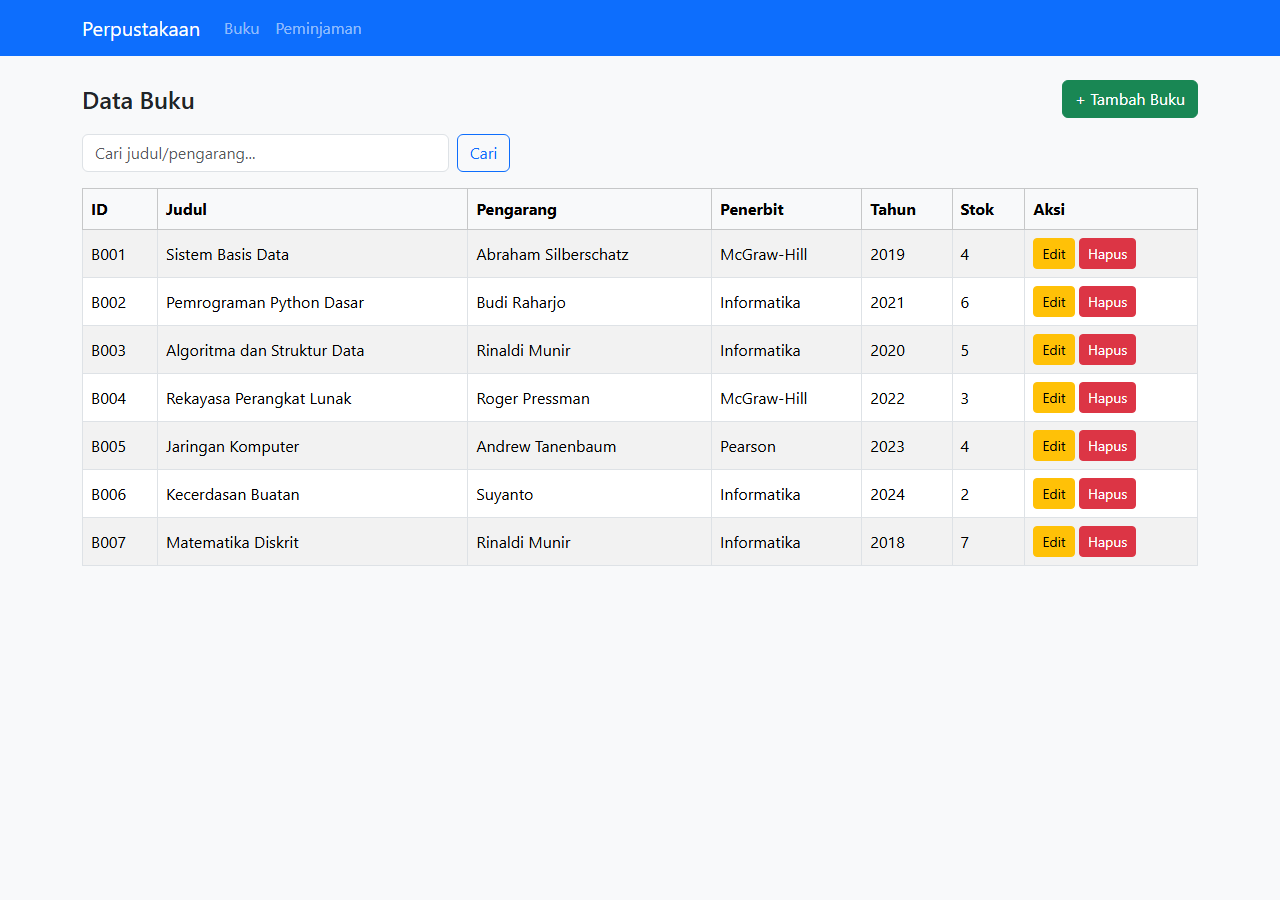 Perpustakaan Buku Peminjaman
Data Buku + Tambah Buku
Cari judul/pengarang... Cari
ID Judul Pengarang Penerbit Tahun Stok Aksi
B001 Sistem Basis Data Abraham Silberschatz McGraw-Hill 2019 4 Edit Hapus
B002 Pemrograman Python Dasar Budi Raharjo Informatika 2021 6 Edit Hapus
B003 Algoritma dan Struktur Data Rinaldi Munir Informatika 2020 5 Edit Hapus
B004 Rekayasa Perangkat Lunak Roger Pressman McGraw-Hill 2022 3 Edit Hapus
B005 Jaringan Komputer Andrew Tanenbaum Pearson 2023 4 Edit Hapus
B006 Kecerdasan Buatan Suyanto Informatika 2024 2 Edit Hapus
B007 Matematika Diskrit Rinaldi Munir Informatika 2018 7 Edit Hapus